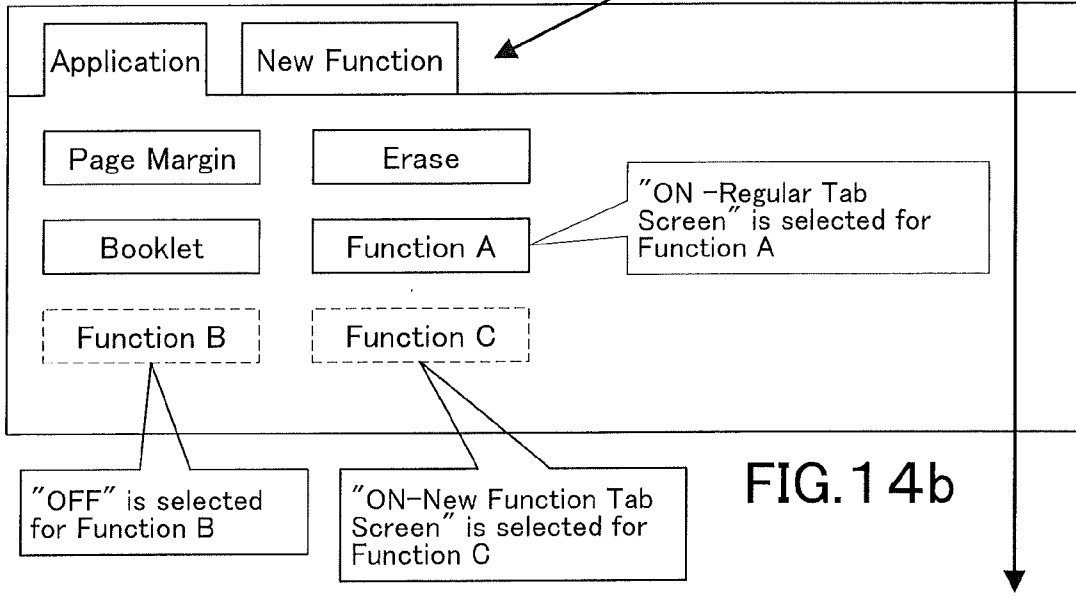 Application
New Function
Page Margin
Erase
Booklet
Function A
"ON -Regular Tab
Screen" is selected for
Function A
Function B
Function C
"OFF" is selected
for Function B
"ON-New Function Tab
Screen" is selected for
Function C
FIG.14b